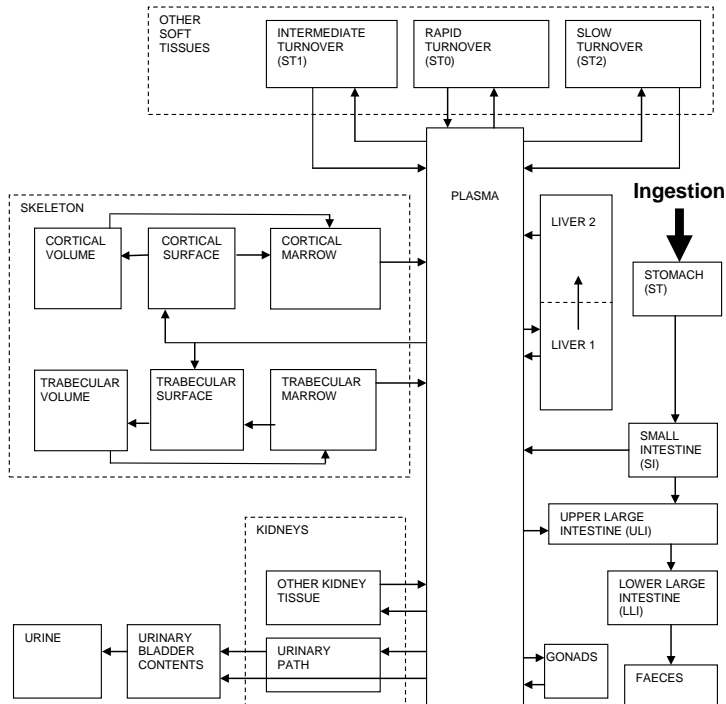 OTHER
SOFT
TISSUES
INTERMEDIATE
TURNOVER
(ST1)
RAPID
TURNOVER
(ST0)
SLOW
TURNOVER
(ST2)
PLASMA
SKELETON
CORTICAL
VOLUME
CORTICAL
SURFACE
CORTICAL
MARROW
TRABECULAR
VOLUME
TRABECULAR
SURFACE
TRABECULAR
MARROW
LIVER 2
LIVER 1
Ingestion
STOMACH
(ST)
SMALL
INTESTINE
(SI)
UPPER LARGE
INTESTINE (ULI)
LOWER LARGE
INTESTINE
(LLI)
FAECES
KIDNEYS
OTHER KIDNEY
TISSUE
URINARY
PATH
URINARY
BLADDER
CONTENTS
URINE
GONADS